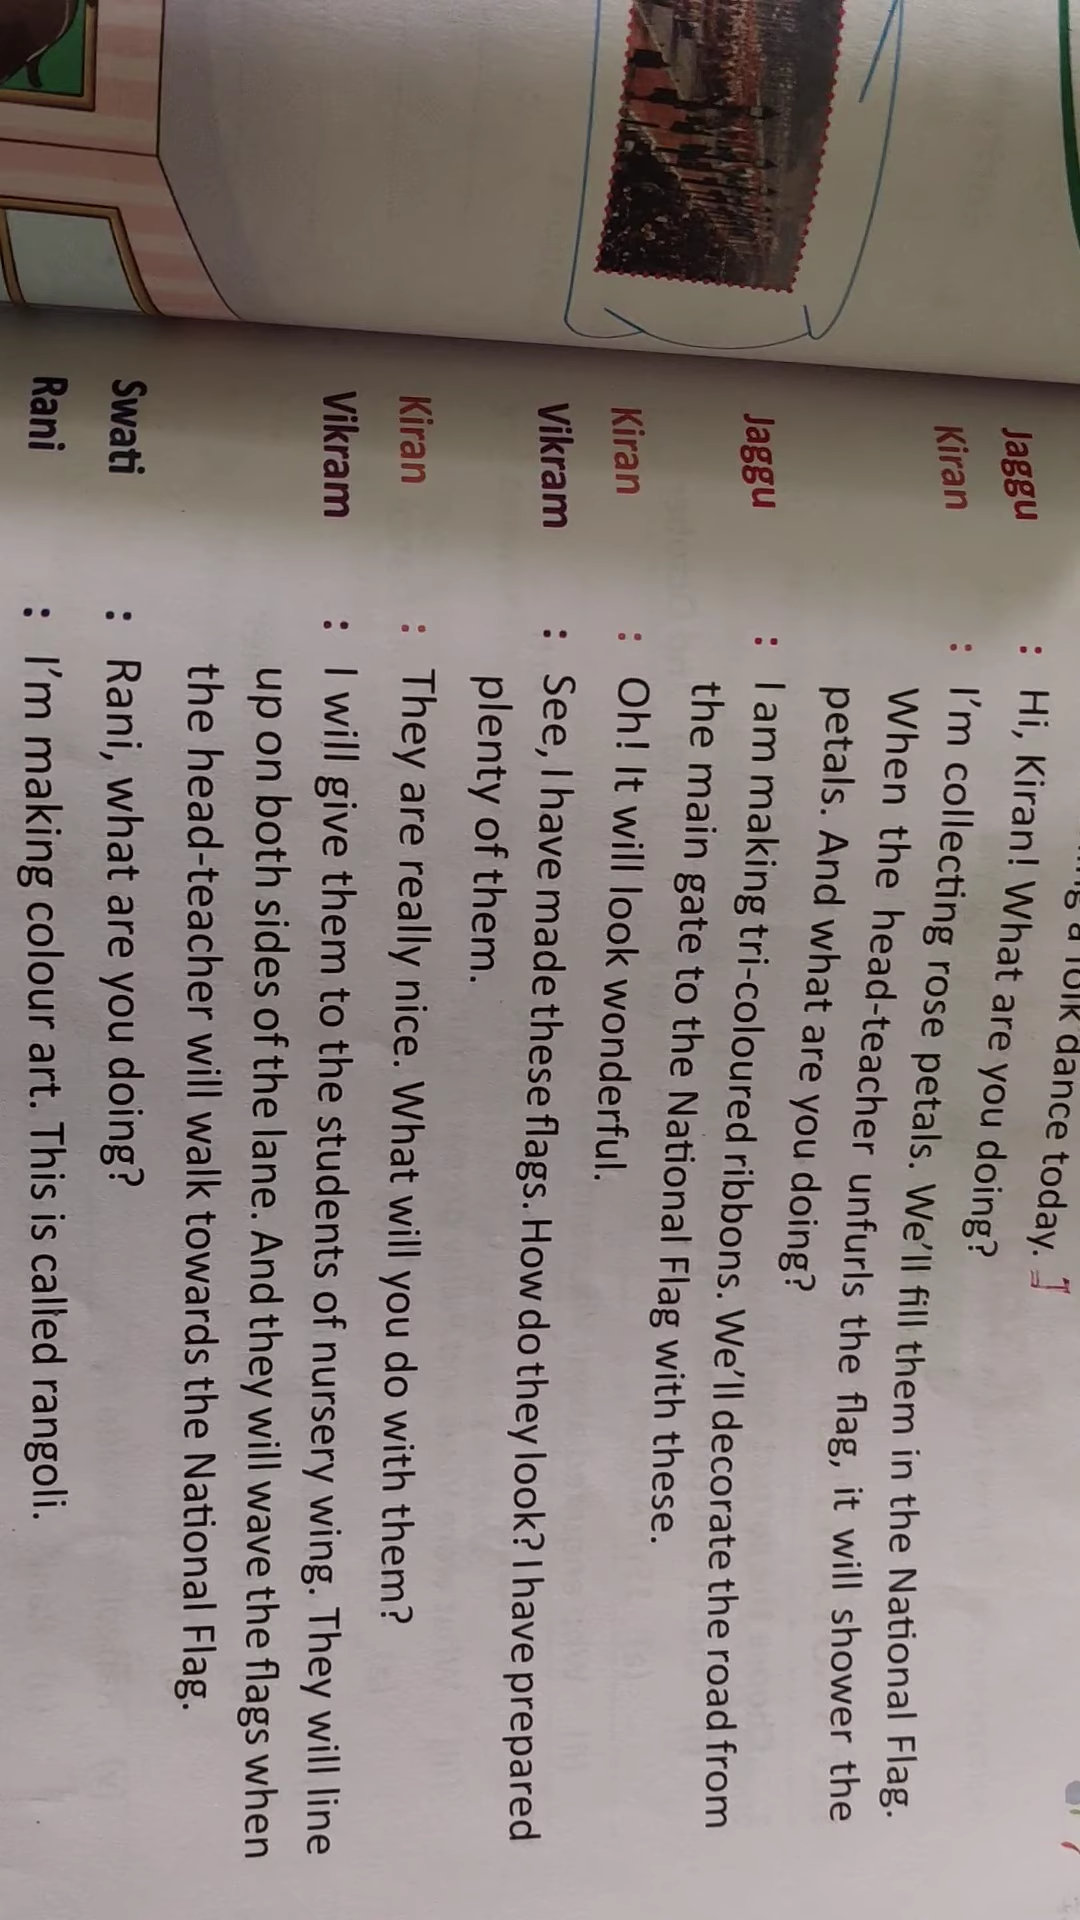 dance today.
Jaggu : Hi, Kiran! What are you doing?
Kiran : I'm collecting rose petals. We'll fill them in the National Flag.
When the head-teacher unfurls the flag, it will shower the
petals. And what are you doing?
Jaggu : I am making tri-coloured ribbons. We'll decorate the road from
the main gate to the National Flag with these.
Kiran : Oh! It will look wonderful.
Vikram : See, I have made these flags. How do they look? I have prepared
plenty of them.
Kiran : They are really nice. What will you do with them?
Vikram : I will give them to the students of nursery wing. They will line
up on both sides of the lane. And they will wave the flags when
the head-teacher will walk towards the National Flag.
Swati : Rani, what are you doing?
Rani : I'm making colour art. This is called rangoli.